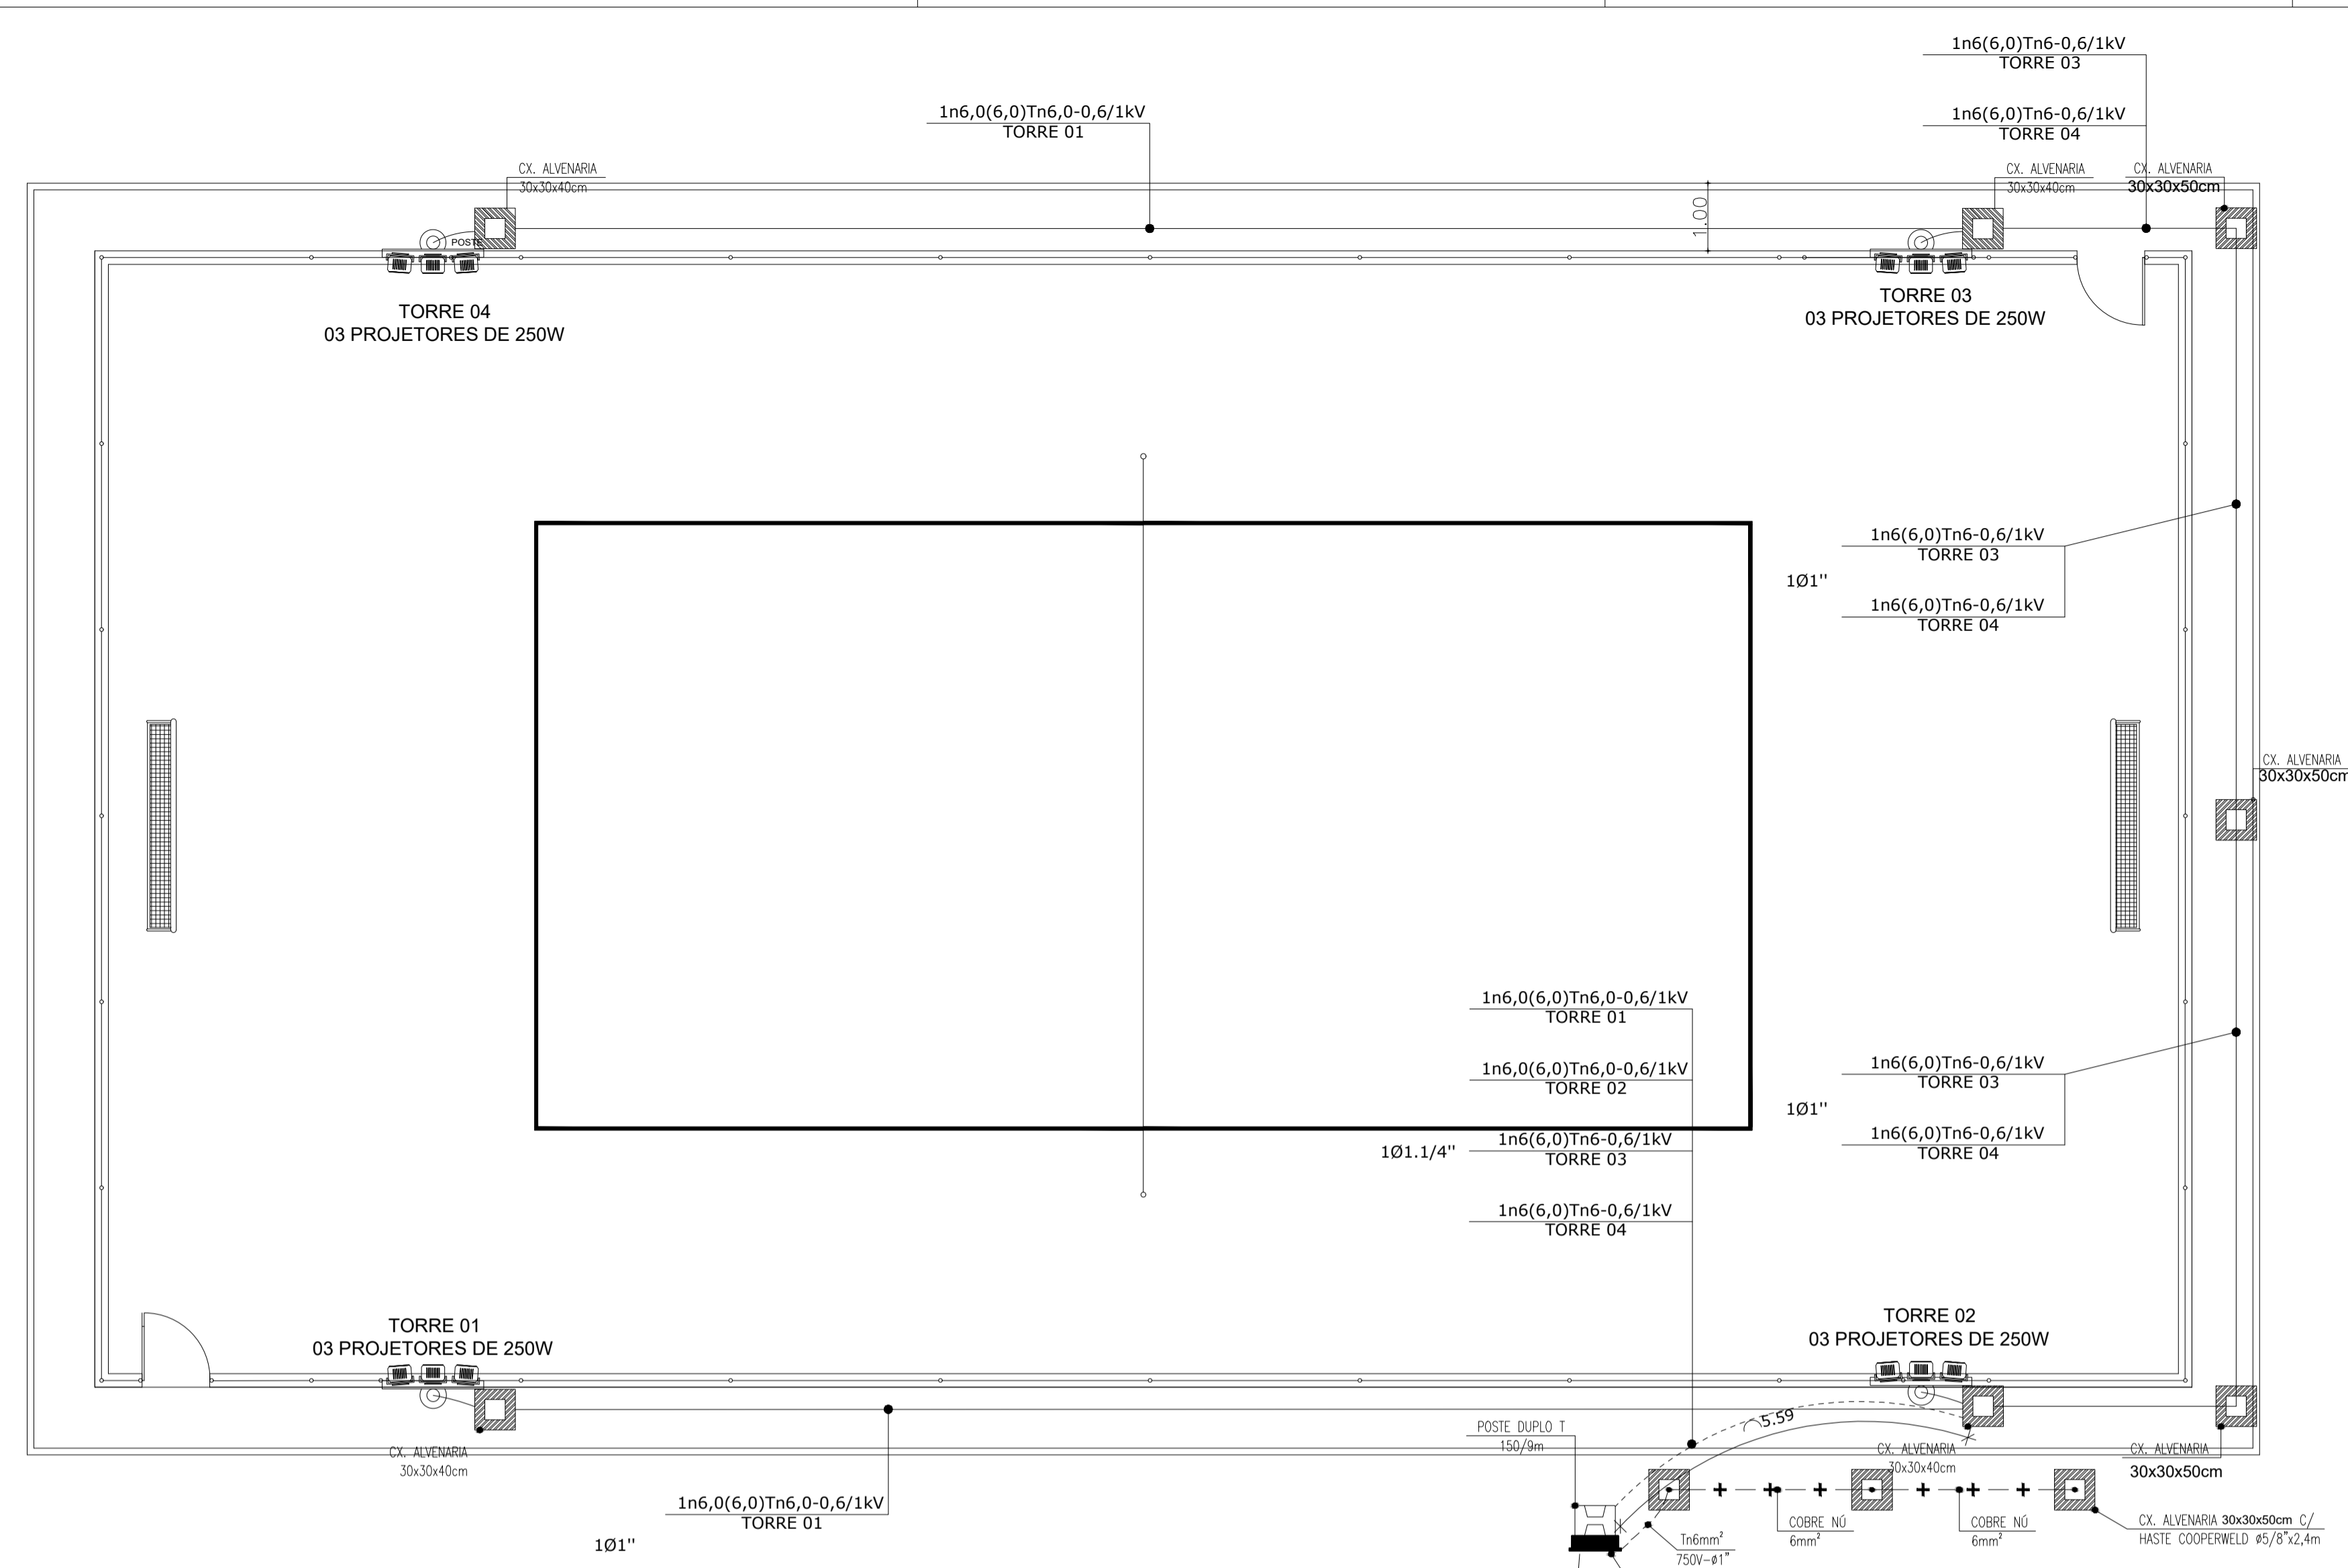 1n6(6,0)Tn6-0,6/1kV
TORRE 03
1n6,0(6,0)Tn6,0-0,6/1kV
TORRE 01
1n6(6,0)Tn6-0,6/1kV
TORRE 04
CX. ALVENARIA
30x30x40cm
CX. ALVENARIA
30x30x40cm
CX. ALVENARIA
30x30x50cm
1.00
POSTE
TORRE 04
03 PROJETORES DE 250W
TORRE 03
03 PROJETORES DE 250W
1n6(6,0)Tn6-0,6/1kV
TORRE 03
1Ø1''
1n6(6,0)Tn6-0,6/1kV
TORRE 04
CX. ALVENARIA
30x30x50cm
1n6,0(6,0)Tn6,0-0,6/1kV
TORRE 01
1n6,0(6,0)Tn6,0-0,6/1kV
TORRE 02
1Ø1.1/4''
1n6(6,0)Tn6-0,6/1kV
TORRE 03
1n6(6,0)Tn6-0,6/1kV
TORRE 04
1n6(6,0)Tn6-0,6/1kV
TORRE 03
1Ø1''
1n6(6,0)Tn6-0,6/1kV
TORRE 04
TORRE 01
03 PROJETORES DE 250W
TORRE 02
03 PROJETORES DE 250W
5.59
POSTE DUPLO T
150/9m
CX. ALVENARIA
30x30x40cm
CX. ALVENARIA
30x30x40cm
CX. ALVENARIA
30x30x50cm
1n6,0(6,0)Tn6,0-0,6/1kV
TORRE 01
1Ø1''
Tn6mm²
750V-ø1"
COBRE NÚ
6mm²
COBRE NÚ
6mm²
CX. ALVENARIA 30x30x50cm C/
HASTE COOPERWELD ø5/8"x2,4m